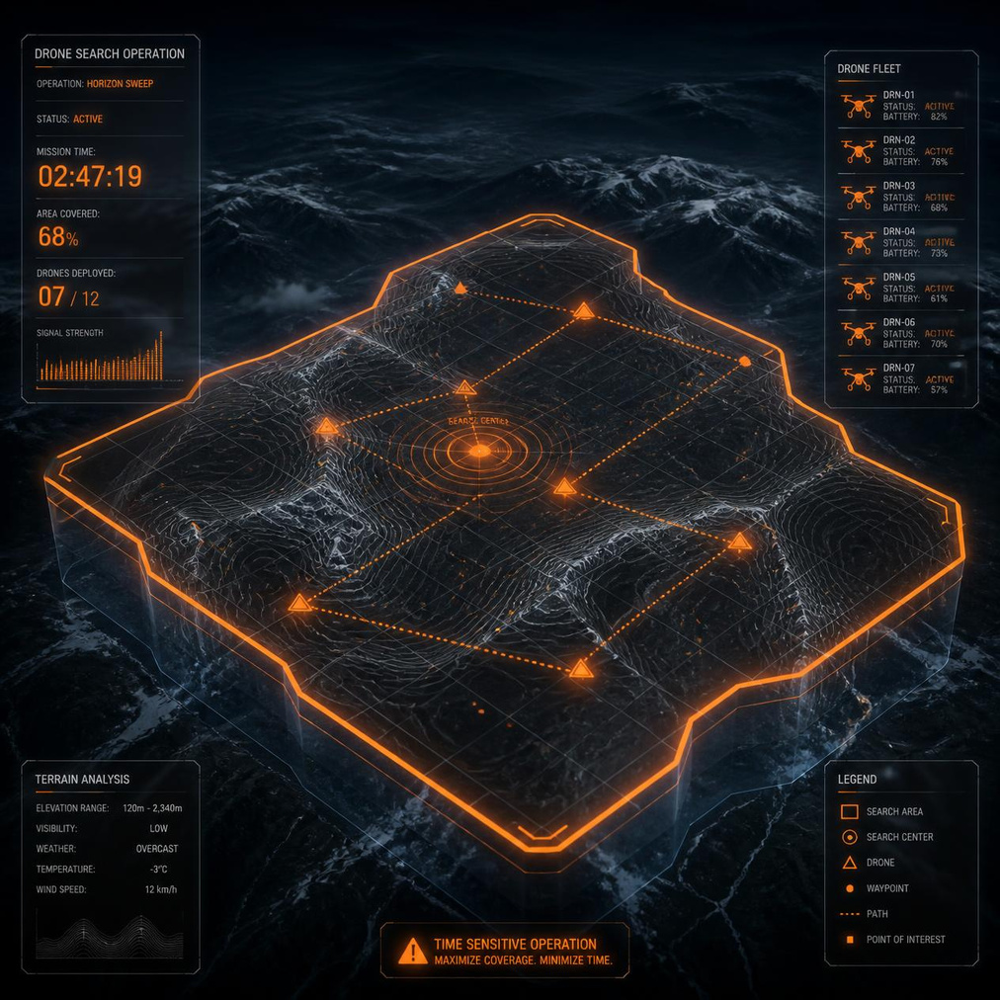 DRONE SEARCH OPERATION
OPERATION: HORIZON SWEEP
STATUS: ACTIVE
MISSION TIME:
02:47:19
AREA COVERED:
68%
DRONES DEPLOYED:
07 / 12
SIGNAL STRENGTH
DRONE FLEET
DRN-01
STATUS: ACTIVE
BATTERY: 82%
DRN-02
STATUS: ACTIVE
BATTERY: 76%
DRN-03
STATUS: ACTIVE
BATTERY: 68%
DRN-04
STATUS: ACTIVE
BATTERY: 73%
DRN-05
STATUS: ACTIVE
BATTERY: 61%
DRN-06
STATUS: ACTIVE
BATTERY: 70%
DRN-07
STATUS: ACTIVE
BATTERY: 57%
TERRAIN ANALYSIS
ELEVATION RANGE: 120m - 2,340m
VISIBILITY: LOW
WEATHER: OVERCAST
TEMPERATURE: -3°C
WIND SPEED: 12 km/h
TIME SENSITIVE OPERATION
MAXIMIZE COVERAGE. MINIMIZE TIME.
LEGEND
SEARCH AREA
SEARCH CENTER
DRONE
WAYPOINT
PATH
POINT OF INTEREST